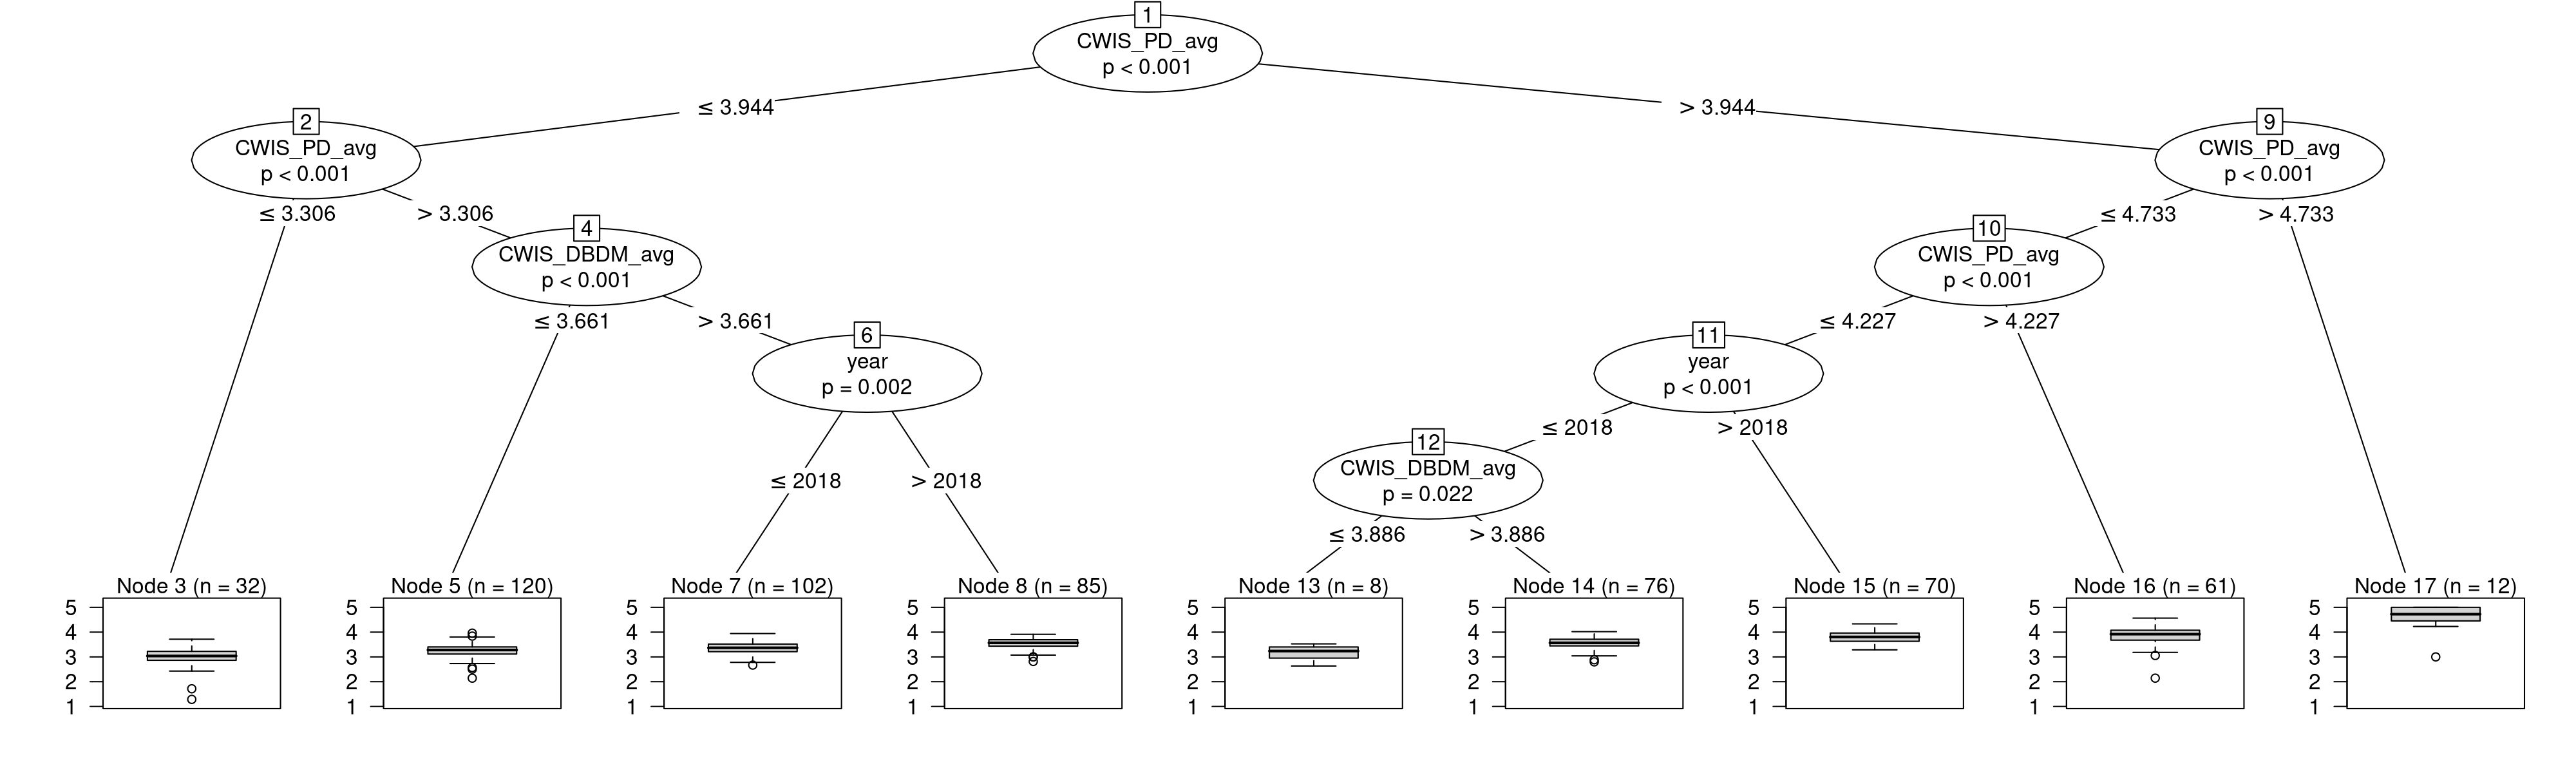 1
CWIS_PD_avg
p < 0.001
≤ 3.944
> 3.944
2
CWIS_PD_avg
p < 0.001
9
CWIS_PD_avg
p < 0.001
≤ 3.306
> 3.306
≤ 4.733
> 4.733
4
CWIS_DBDM_avg
p < 0.001
10
CWIS_PD_avg
p < 0.001
≤ 3.661
> 3.661
≤ 4.227
> 4.227
6
year
p = 0.002
11
year
p < 0.001
≤ 2018
> 2018
≤ 2018
> 2018
12
CWIS_DBDM_avg
p = 0.022
≤ 3.886
> 3.886
Node 3 (n = 32)
5
4
3
2
1
Node 5 (n = 120)
5
4
3
2
1
Node 7 (n = 102)
5
4
3
2
1
Node 8 (n = 85)
5
4
3
2
1
Node 13 (n = 8)
5
4
3
2
1
Node 14 (n = 76)
5
4
3
2
1
Node 15 (n = 70)
5
4
3
2
1
Node 16 (n = 61)
5
4
3
2
1
Node 17 (n = 12)
5
4
3
2
1